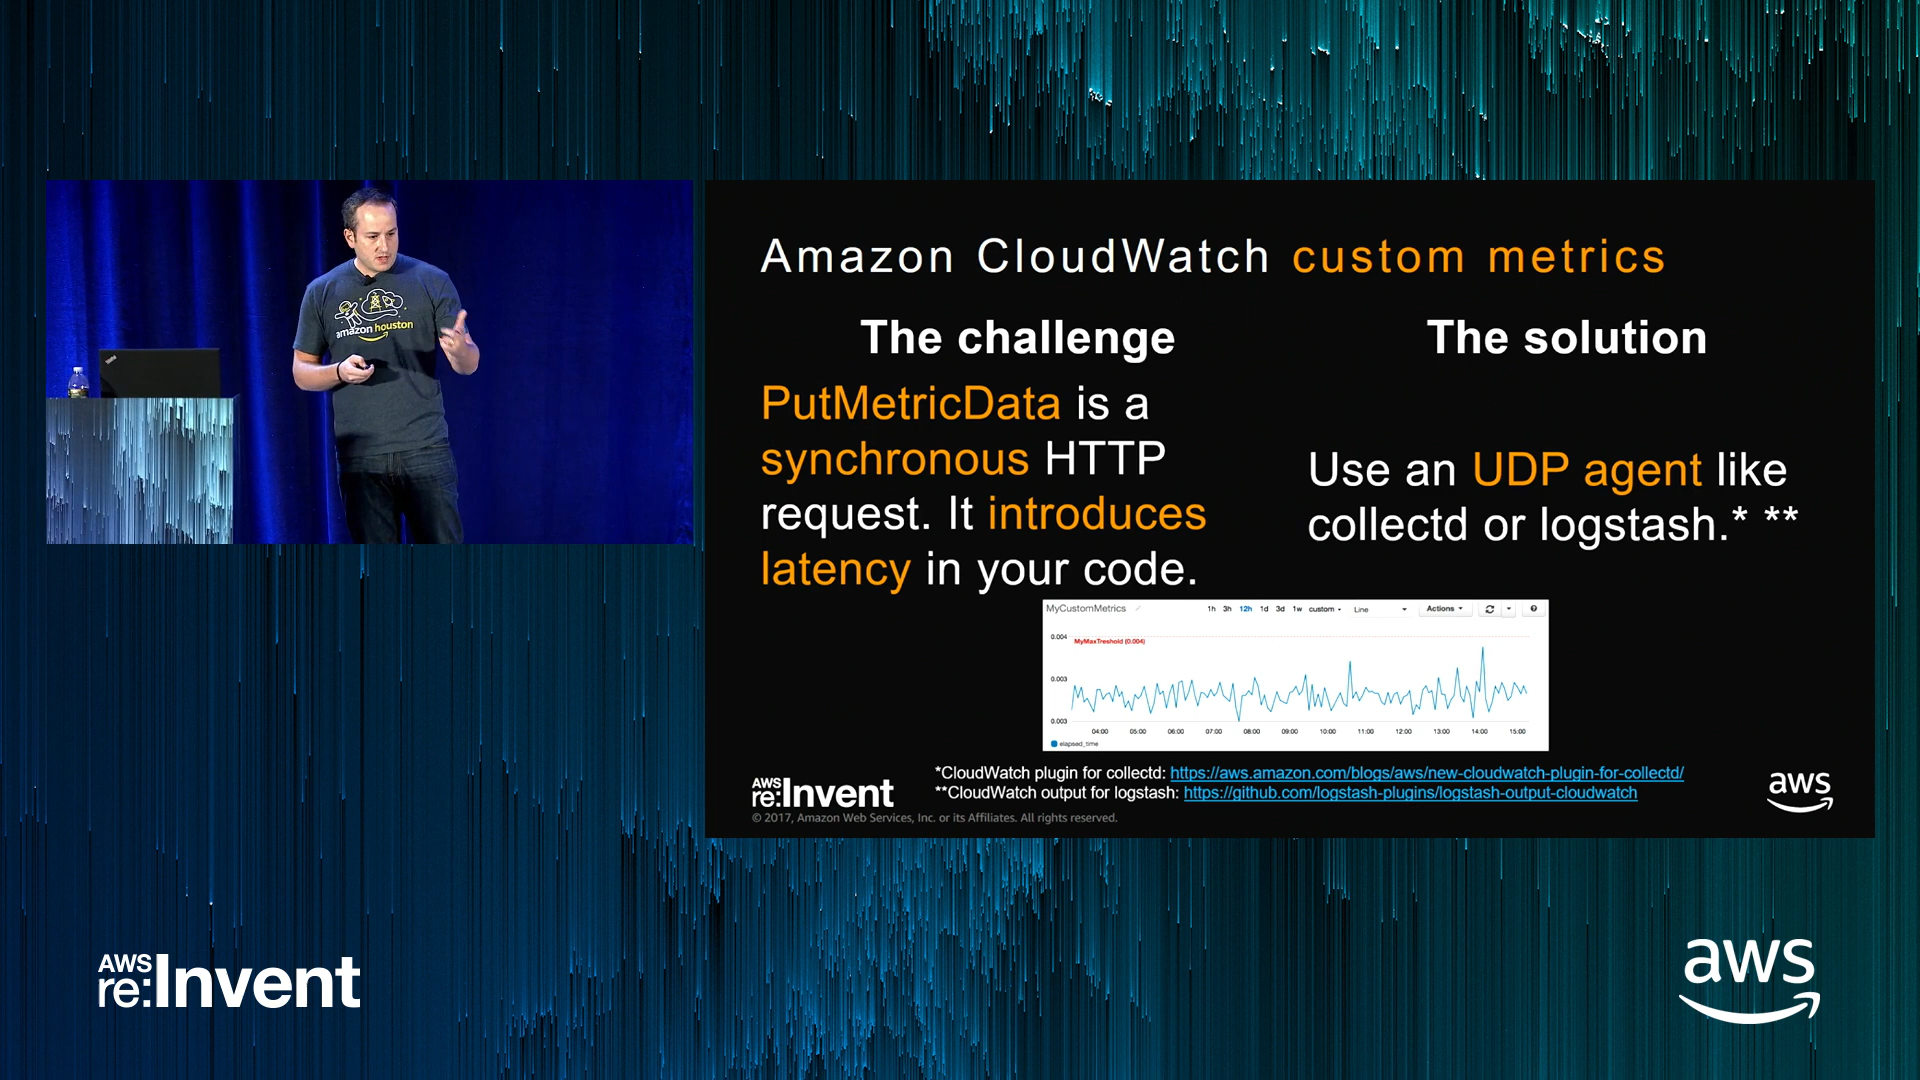 amazon houston
Amazon CloudWatch custom metrics
The challenge
PutMetricData is a
synchronous HTTP
request. It introduces
latency in your code.
The solution
Use an UDP agent like
collectd or logstash.* **
MyCustomMetrics
1h 3h 12h 1d 3d 1w custom Line Actions
0.004
MyMaxTreshold (0.004)
0.003
0.003
04:00 05:00 06:00 07:00 08:00 09:00 10:00 11:00 12:00 13:00 14:00 15:00
elapsed_time
*CloudWatch plugin for collectd: https://aws.amazon.com/blogs/aws/new-cloudwatch-plugin-for-collectd/
**CloudWatch output for logstash: https://github.com/logstash-plugins/logstash-output-cloudwatch
AWS
re:Invent
© 2017, Amazon Web Services, Inc. or its Affiliates. All rights reserved.
aws
AWS
re:Invent
aws